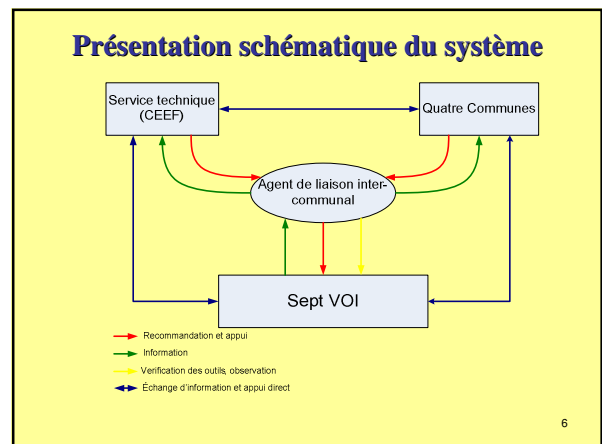 Présentation schématique du système
Service technique
(CEEF)
Quatre Communes
Agent de liaison inter-
communal
Sept VOI
Recommandation et appui
Information
Verification des outils, observation
Échange d'information et appui direct
6